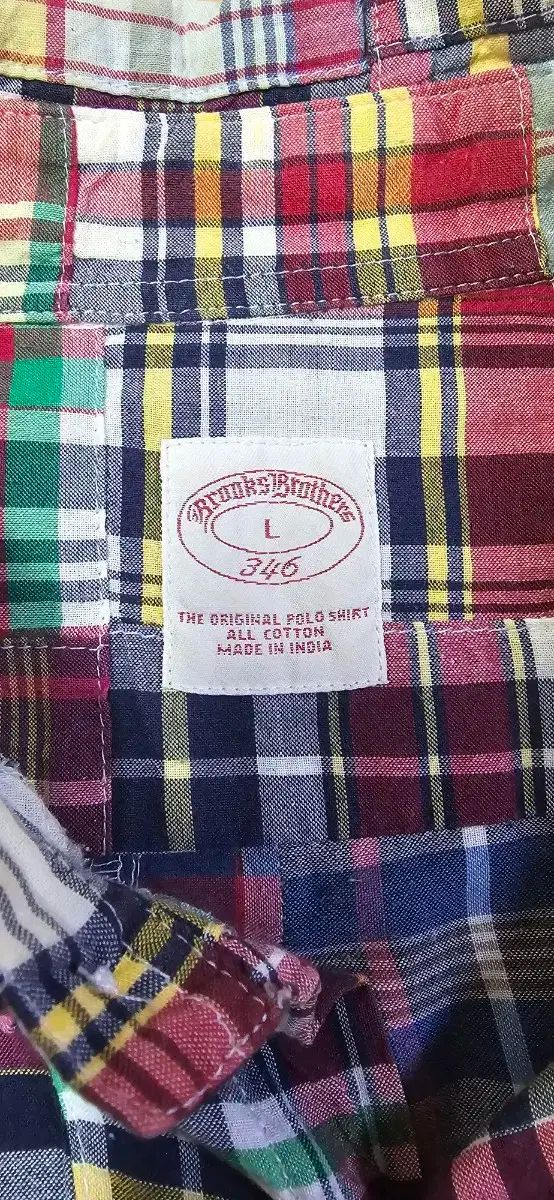 Brooks Brothers
L
346
THE ORIGINAL POLO SHIRT
ALL COTTON
MADE IN INDIA